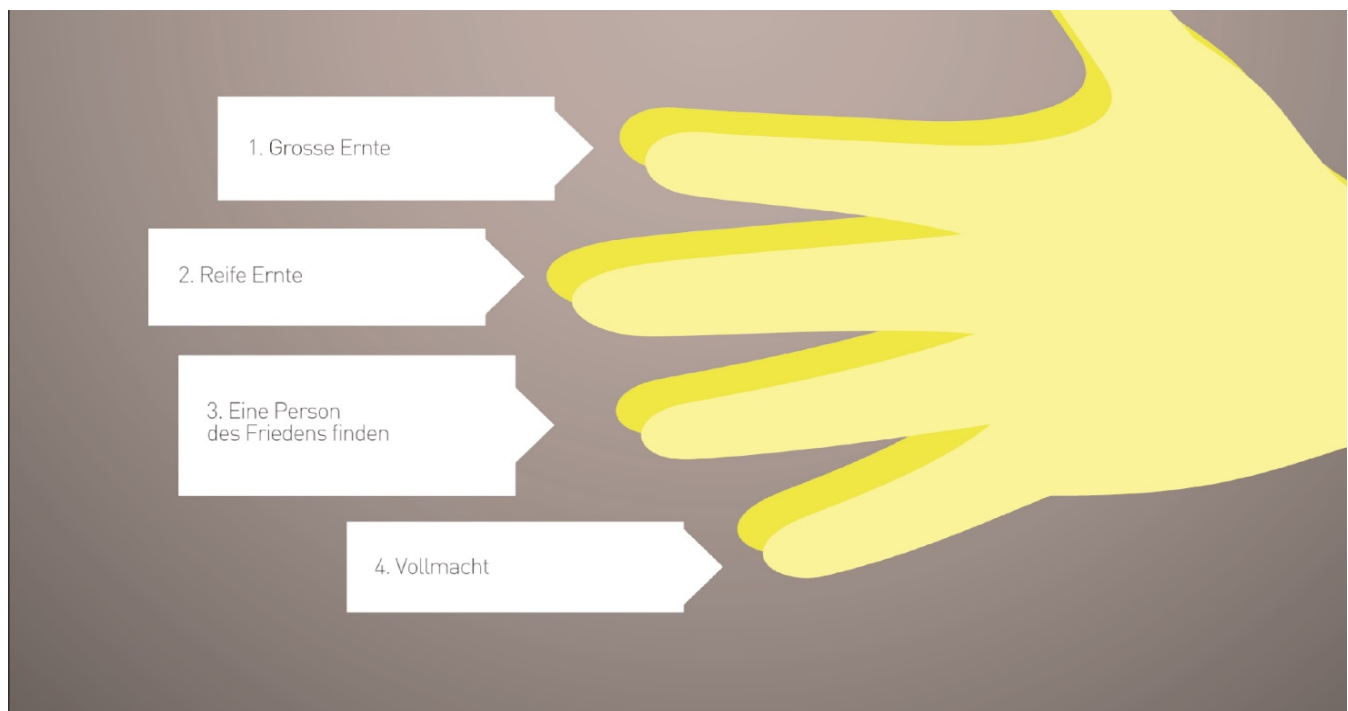 1. Grosse Ernte
2. Reife Ernte
3. Eine Person
des Friedens finden
4. Vollmacht